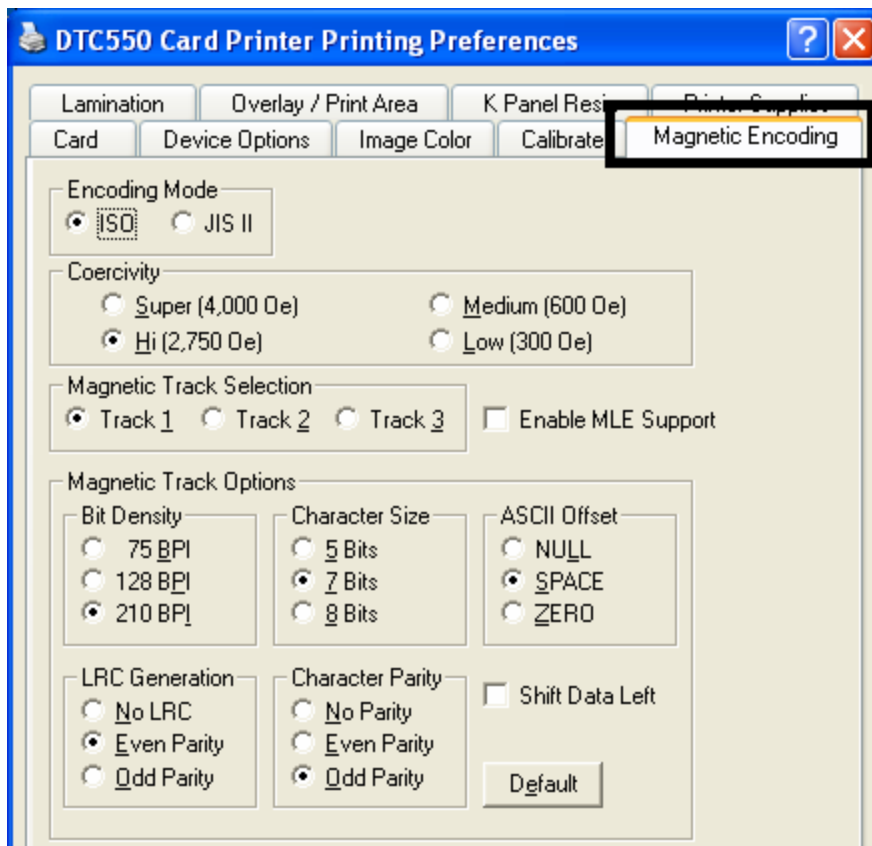 DTC550 Card Printer Printing Preferences
Lamination Overlay / Print Area K Panel
Card Device Options Image Color Calibrate Magnetic Encoding
Encoding Mode
ISO JIS II
Coercivity
Super (4,000 Oe) Medium (600 Oe)
Hi (2,750 Oe) Low (300 Oe)
Magnetic Track Selection
Track 1 Track 2 Track 3 Enable MLE Support
Magnetic Track Options
Bit Density Character Size ASCII Offset
75 BPI 5 Bits NULL
128 BPI 7 Bits SPACE
210 BPI 8 Bits ZERO
LRC Generation Character Parity
No LRC No Parity Shift Data Left
Even Parity Even Parity
Odd Parity Odd Parity Default